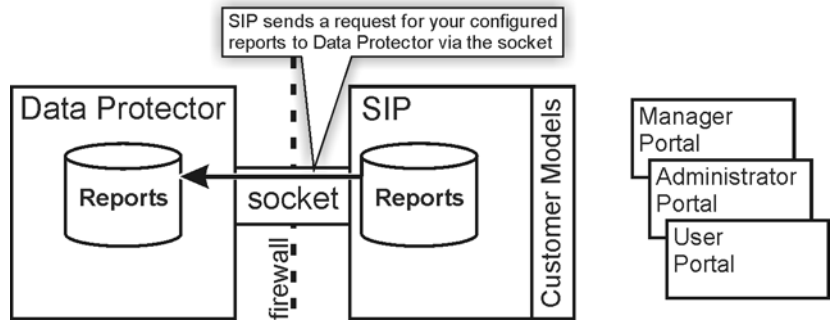 SIP sends a request for your configured
reports to Data Protector via the socket
Data Protector
Reports
socket
firewall
SIP
Reports
Customer Models
Manager
Portal
Administrator
Portal
User
Portal